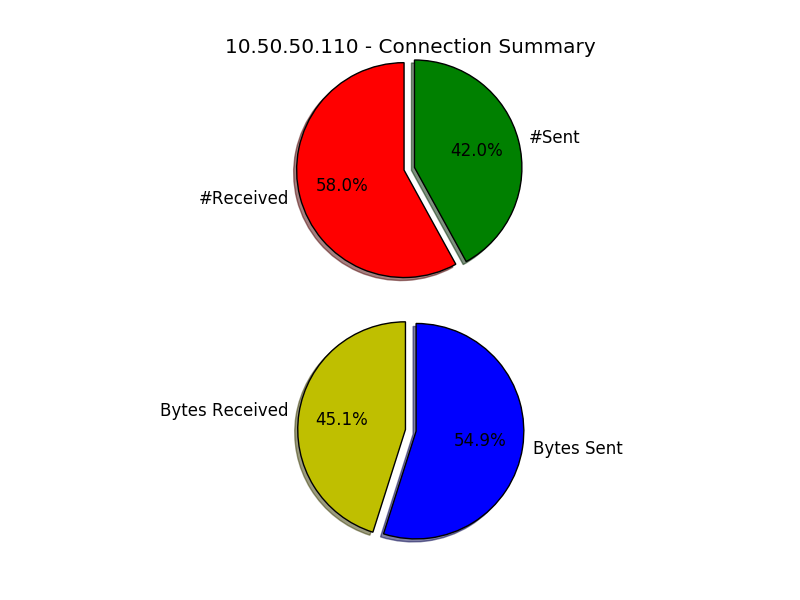 10.50.50.110 - Connection Summary
#Sent
42.0%
58.0%
#Received
Bytes Received
45.1%
54.9%
Bytes Sent